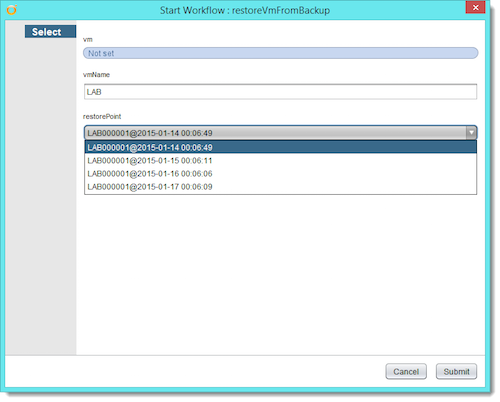 Start Workflow : restoreVmFromBackup
Select
vm
Not set
vmName
LAB
restorePoint
LAB000001@2015-01-14 00:06:49
LAB000001@2015-01-14 00:06:49
LAB000001@2015-01-15 00:06:11
LAB000001@2015-01-16 00:06:06
LAB000001@2015-01-17 00:06:09
Cancel Submit